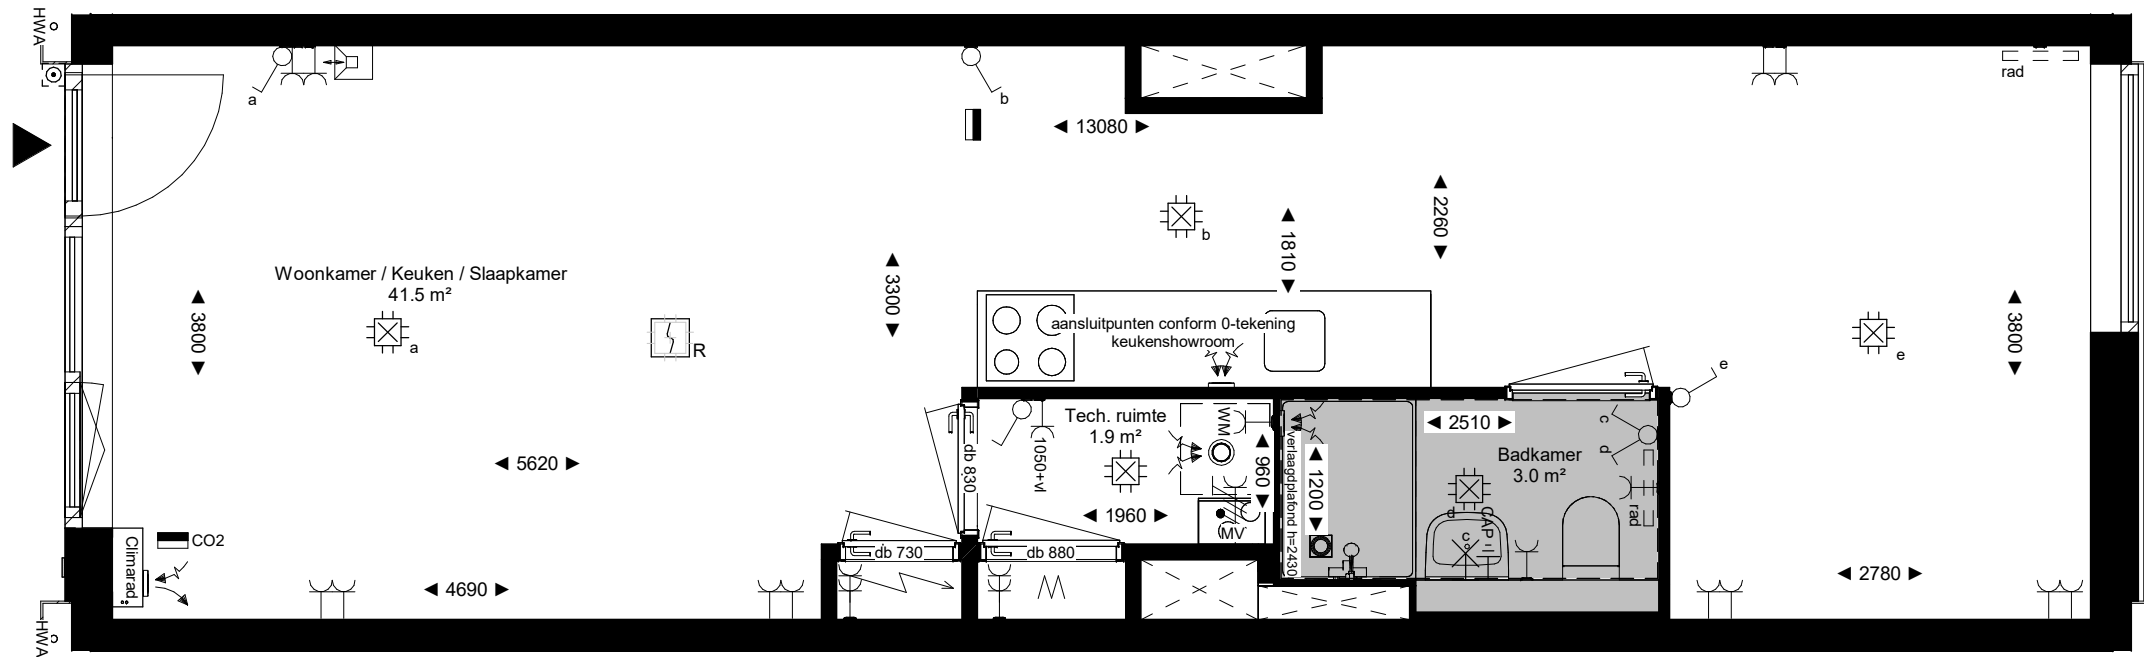 HWA
a
b
rad
13080
2260
b
1810
Woonkamer / Keuken / Slaapkamer
41.5 m²
3800
a
R
3300
aansluitpunten conform 0-tekening
keukenshowroom
e
3800
e
5620
db 830
1050+vl
Tech. ruimte
1.9 m²
WM
960
1960
MV
verlaagdplafond h=2430
1200
2510
c
d
Badkamer
3.0 m²
rad
d
CAP
c
CO2
Climarad
4690
db 730
db 880
2780
HWA